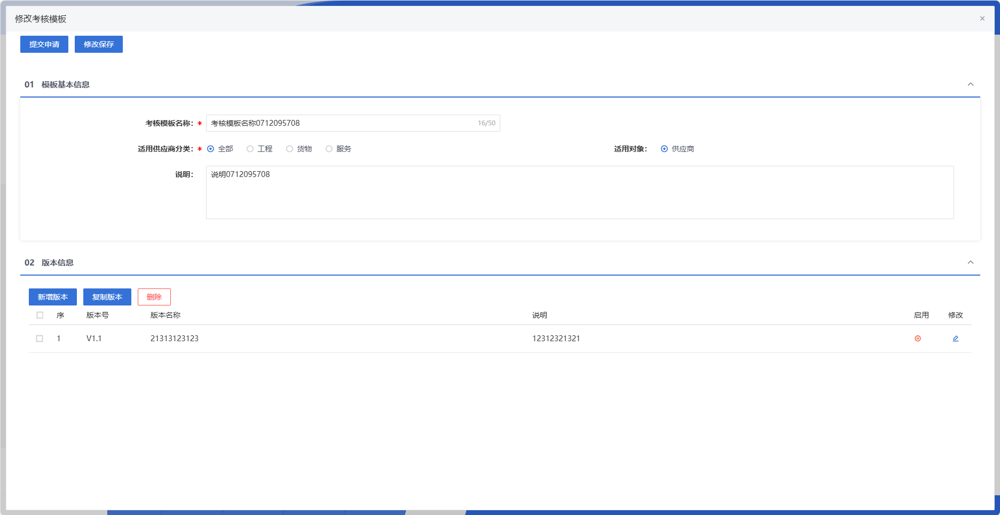 修改考核模板
提交申请 修改保存
01 模板基本信息
考核模板名称：* 考核模板名称0712095708 16/50
适用供应商分类：* 全部 工程 货物 服务 适用对象： 供应商
说明： 说明0712095708
02 版本信息
新增版本 复制版本 删除
序 版本号 版本名称 说明 启用 修改
1 V1.1 21313123123 12312321321